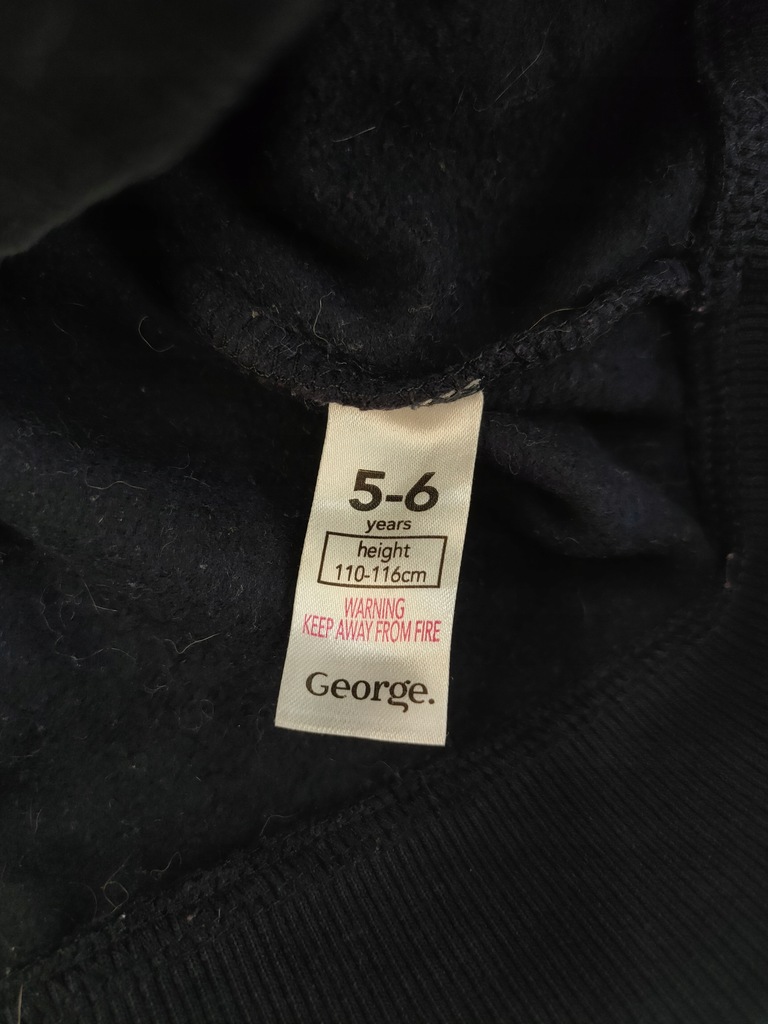 5-6
years
height
110-116cm
WARNING
KEEP AWAY FROM FIRE
George.